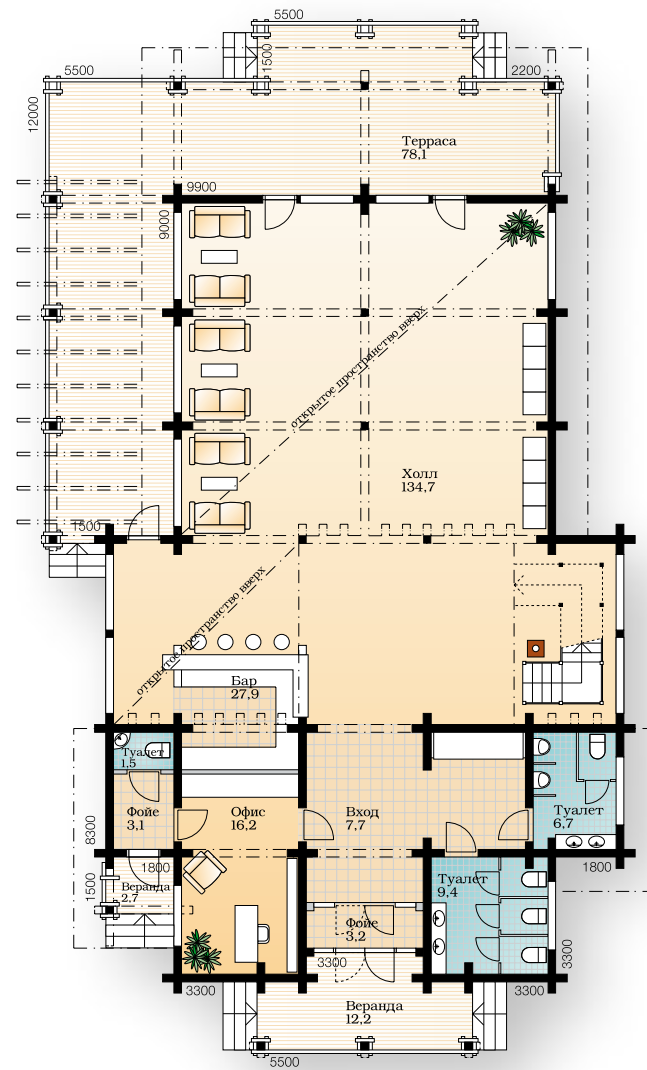 5500
1500
5500
2200
12000
Терраса
78,1
9900
9000
открытое пространство вверх
Холл
134,7
1500
открытое пространство вверх
Бар
27,9
Туалет
1,5
Фойе
3,1
Офис
16,2
Вход
7,7
Туалет
6,7
8300
1800
1800
Веранда
2,7
1500
Туалет
9,4
Фойе
3,2
3300
3300
3300
3300
Веранда
12,2
5500